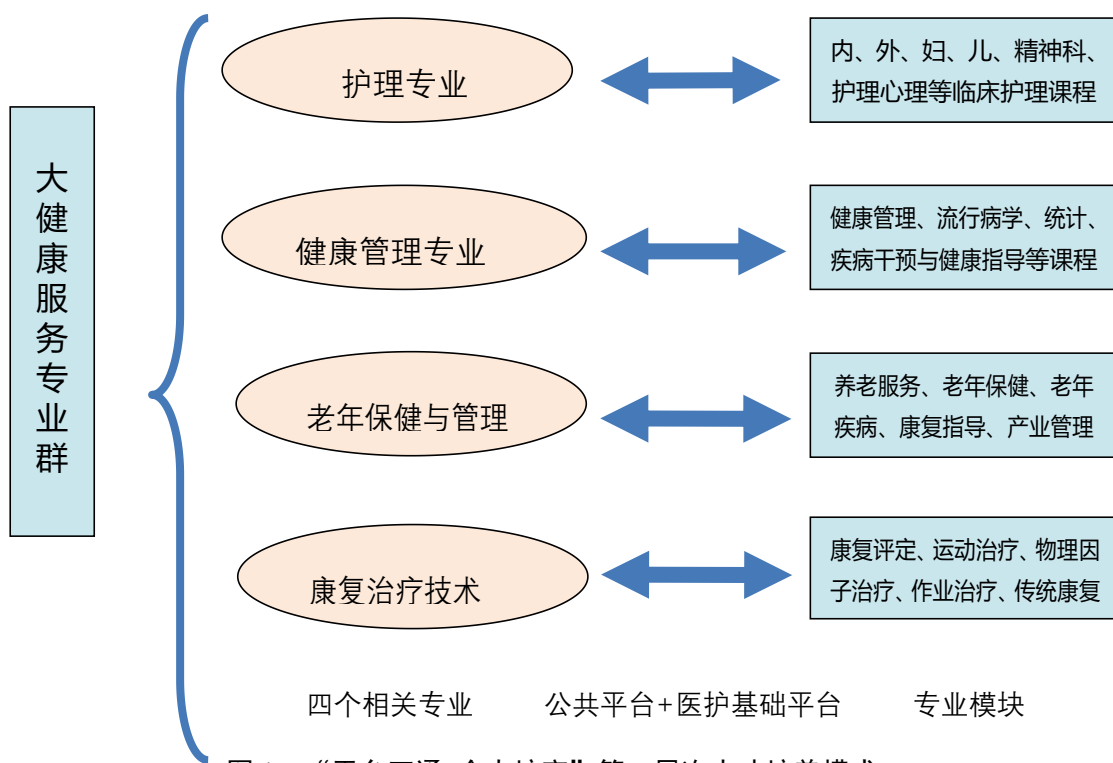 大健康服务专业群
护理专业
内、外、妇、儿、精神科、
护理心理等临床护理课程
健康管理专业
健康管理、流行病学、统计、
疾病干预与健康指导等课程
老年保健与管理
养老服务、老年保健、老年
疾病、康复指导、产业管理
康复治疗技术
康复评定、运动治疗、物理因
子治疗、作业治疗、传统康复
四个相关专业 公共平台+医护基础平台 专业模块